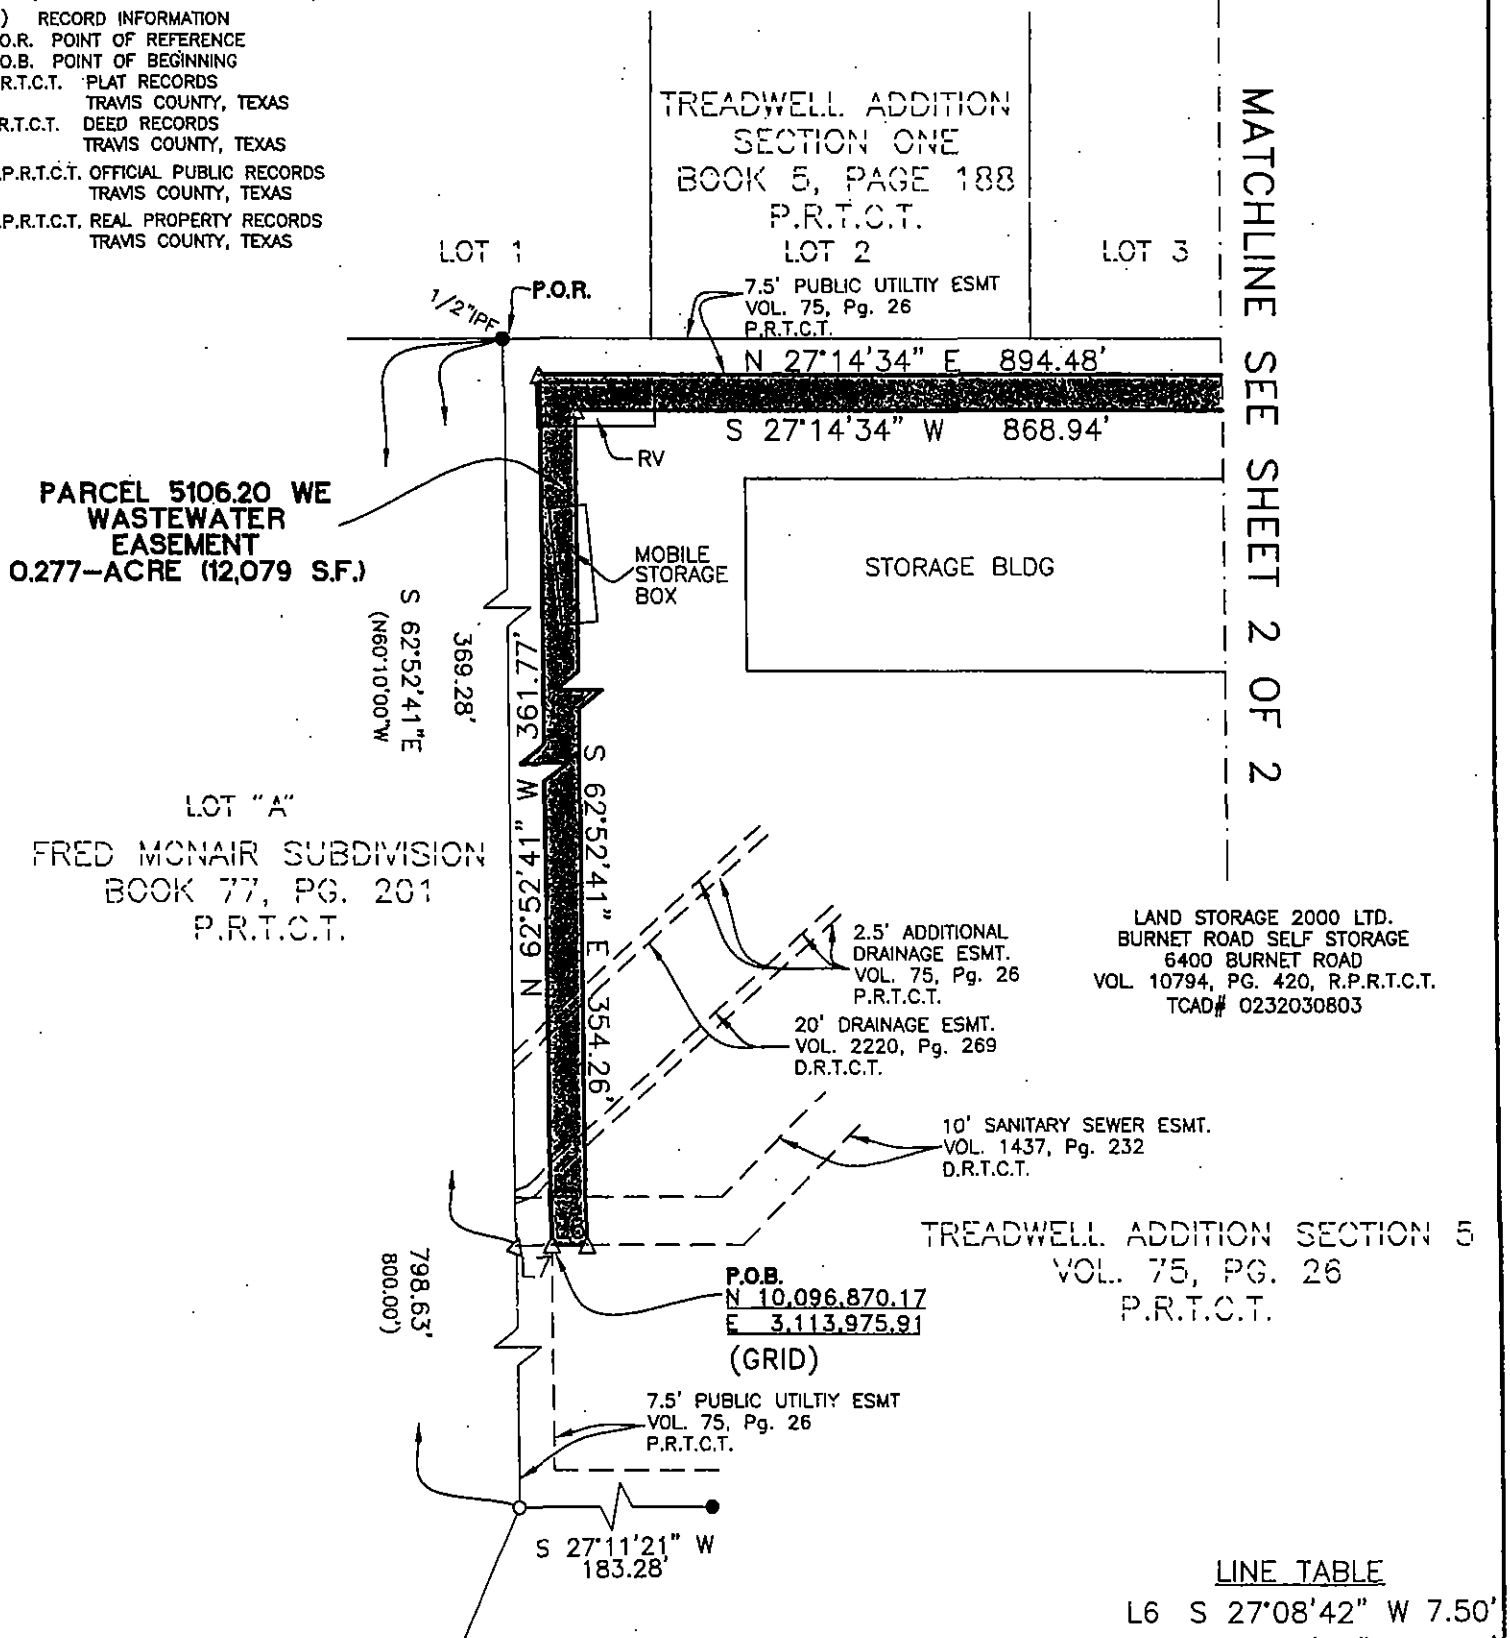 ) RECORD INFORMATION
O.R. POINT OF REFERENCE
O.B. POINT OF BEGINNING
R.T.C.T. PLAT RECORDS
TRAVIS COUNTY, TEXAS
R.T.C.T. DEED RECORDS
TRAVIS COUNTY, TEXAS
.P.R.T.C.T. OFFICIAL PUBLIC RECORDS
TRAVIS COUNTY, TEXAS
.P.R.T.C.T. REAL PROPERTY RECORDS
TRAVIS COUNTY, TEXAS
TREADWELL ADDITION
SECTION ONE
BOOK 5, PAGE 188
P.R.T.C.T.
LOT 1
LOT 2
LOT 3
MATCHLINE SEE SHEET 2 OF 2
1/2"IPF
P.O.R.
7.5' PUBLIC UTILTIY ESMT
VOL. 75, Pg. 26
P.R.T.C.T.
N 27°14'34" E 894.48'
S 27°14'34" W 868.94'
RV
PARCEL 5106.20 WE
WASTEWATER
EASEMENT
0.277-ACRE (12,079 S.F.)
MOBILE
STORAGE
BOX
STORAGE BLDG
369.28'
S 62°52'41"E
(N60°10'00"W
N 62°52'41" W 361.77'
S 62°52'41" E 354.26'
LOT "A"
FRED MCNAIR SUBDIVISION
BOOK 77, PG. 201
P.R.T.C.T.
2.5' ADDITIONAL
DRAINAGE ESMT.
VOL. 75, Pg. 26
P.R.T.C.T.
20' DRAINAGE ESMT.
VOL. 2220, Pg. 269
D.R.T.C.T.
LAND STORAGE 2000 LTD.
BURNET ROAD SELF STORAGE
6400 BURNET ROAD
VOL. 10794, PG. 420, R.P.R.T.C.T.
TCAD# 0232030803
10' SANITARY SEWER ESMT.
VOL. 1437, Pg. 232
D.R.T.C.T.
TREADWELL ADDITION SECTION 5
VOL. 75, PG. 26
P.R.T.C.T.
798.63'
800.00')
P.O.B.
N 10,096,870.17
E 3,113,975.91
(GRID)
7.5' PUBLIC UTILTIY ESMT
VOL. 75, Pg. 26
P.R.T.C.T.
S 27°11'21" W
183.28'
LINE TABLE
L6 S 27°08'42" W 7.50'